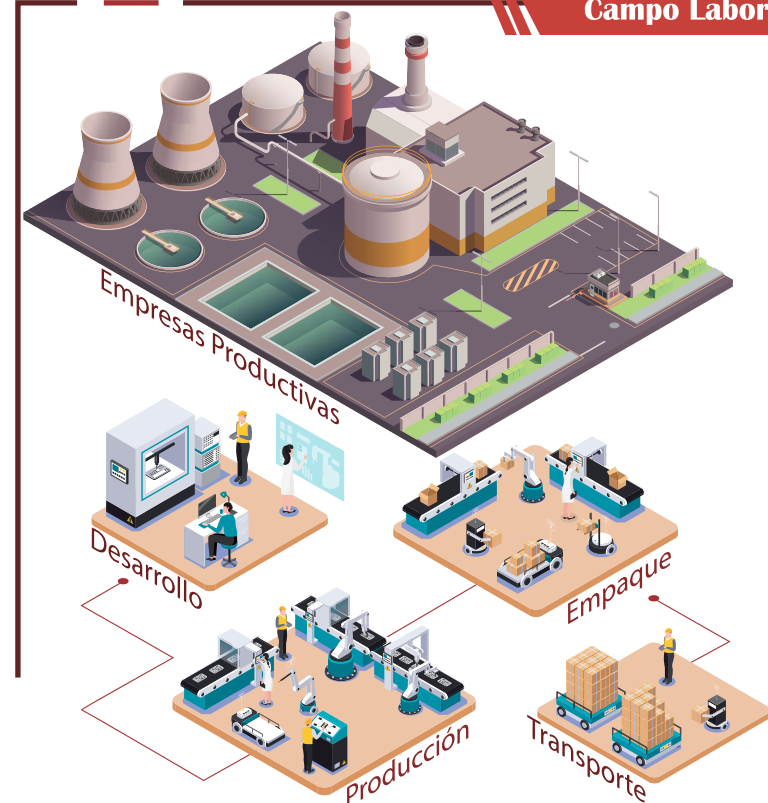 Campo Labor
Empresas Productivas
Desarrollo
Empaque
Producción
Transporte